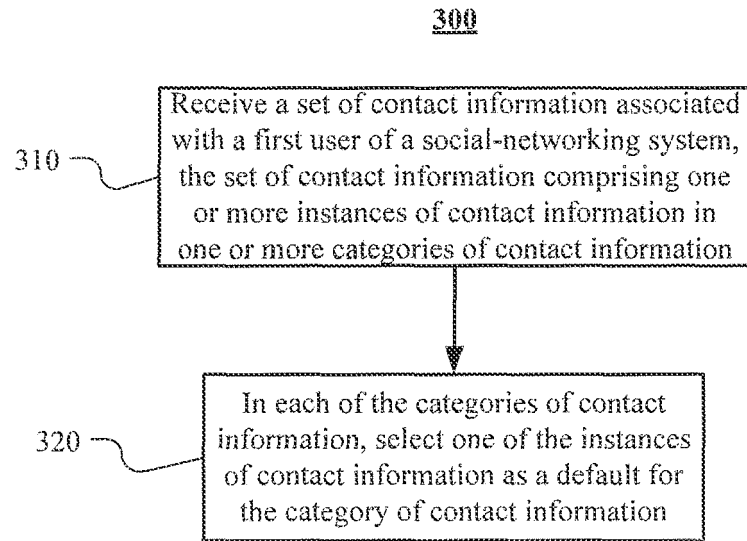 300
310
Receive a set of contact information associated
with a first user of a social-networking system,
the set of contact information comprising one
or more instances of contact information in
one or more categories of contact information
320
In each of the categories of contact
information, select one of the instances
of contact information as a default for
the category of contact information